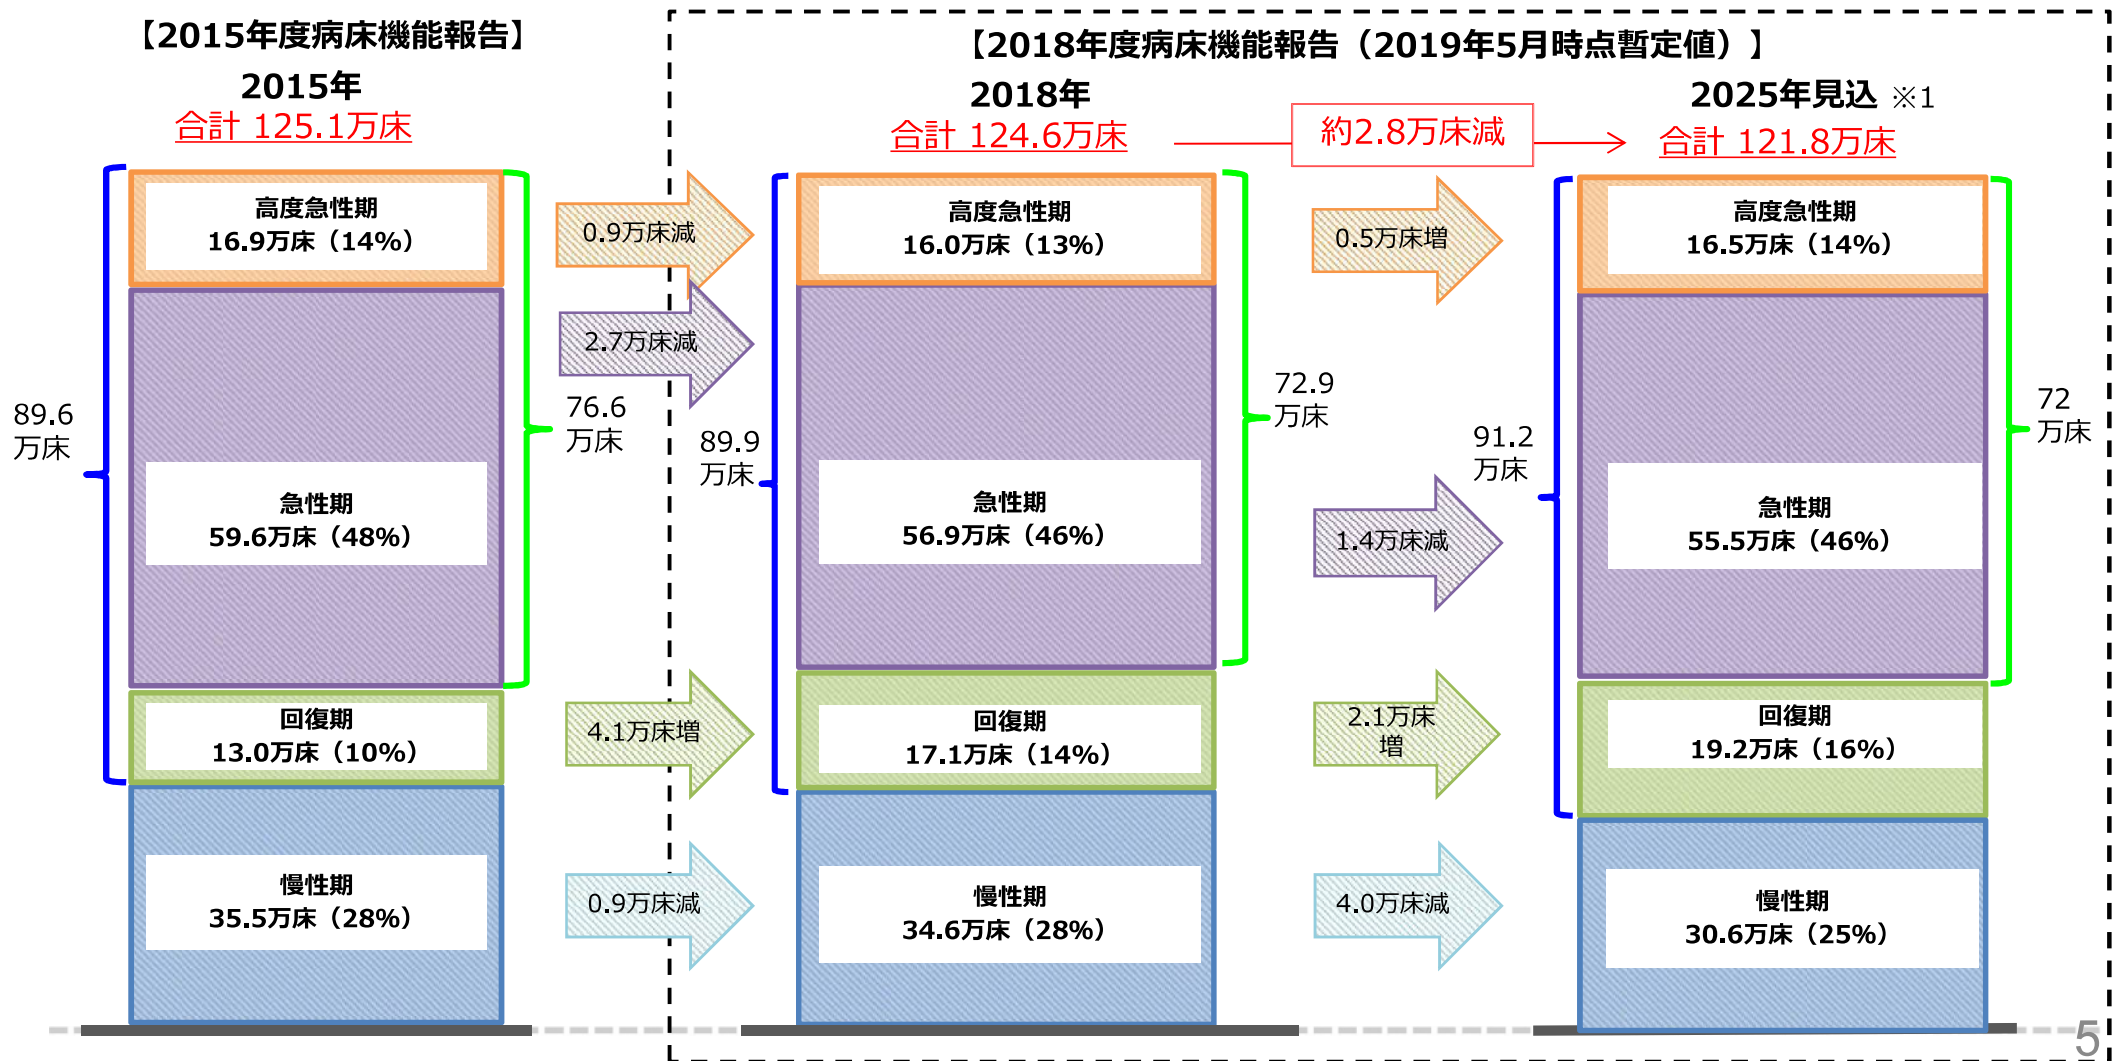 【2015年度病床機能報告】
2015年
合計 125.1万床
高度急性期
16.9万床（14%）
急性期
59.6万床（48%）
回復期
13.0万床（10%）
慢性期
35.5万床（28%）
89.6
万床
76.6
万床
0.9万床減
2.7万床減
4.1万床増
0.9万床減
【2018年度病床機能報告（2019年5月時点暫定値）】
2018年
合計 124.6万床
高度急性期
16.0万床（13%）
急性期
56.9万床（46%）
回復期
17.1万床（14%）
慢性期
34.6万床（28%）
89.9
万床
72.9
万床
約2.8万床減
0.5万床増
1.4万床減
2.1万床
増
4.0万床減
2025年見込 ※1
合計 121.8万床
高度急性期
16.5万床（14%）
急性期
55.5万床（46%）
回復期
19.2万床（16%）
慢性期
30.6万床（25%）
91.2
万床
72
万床
5